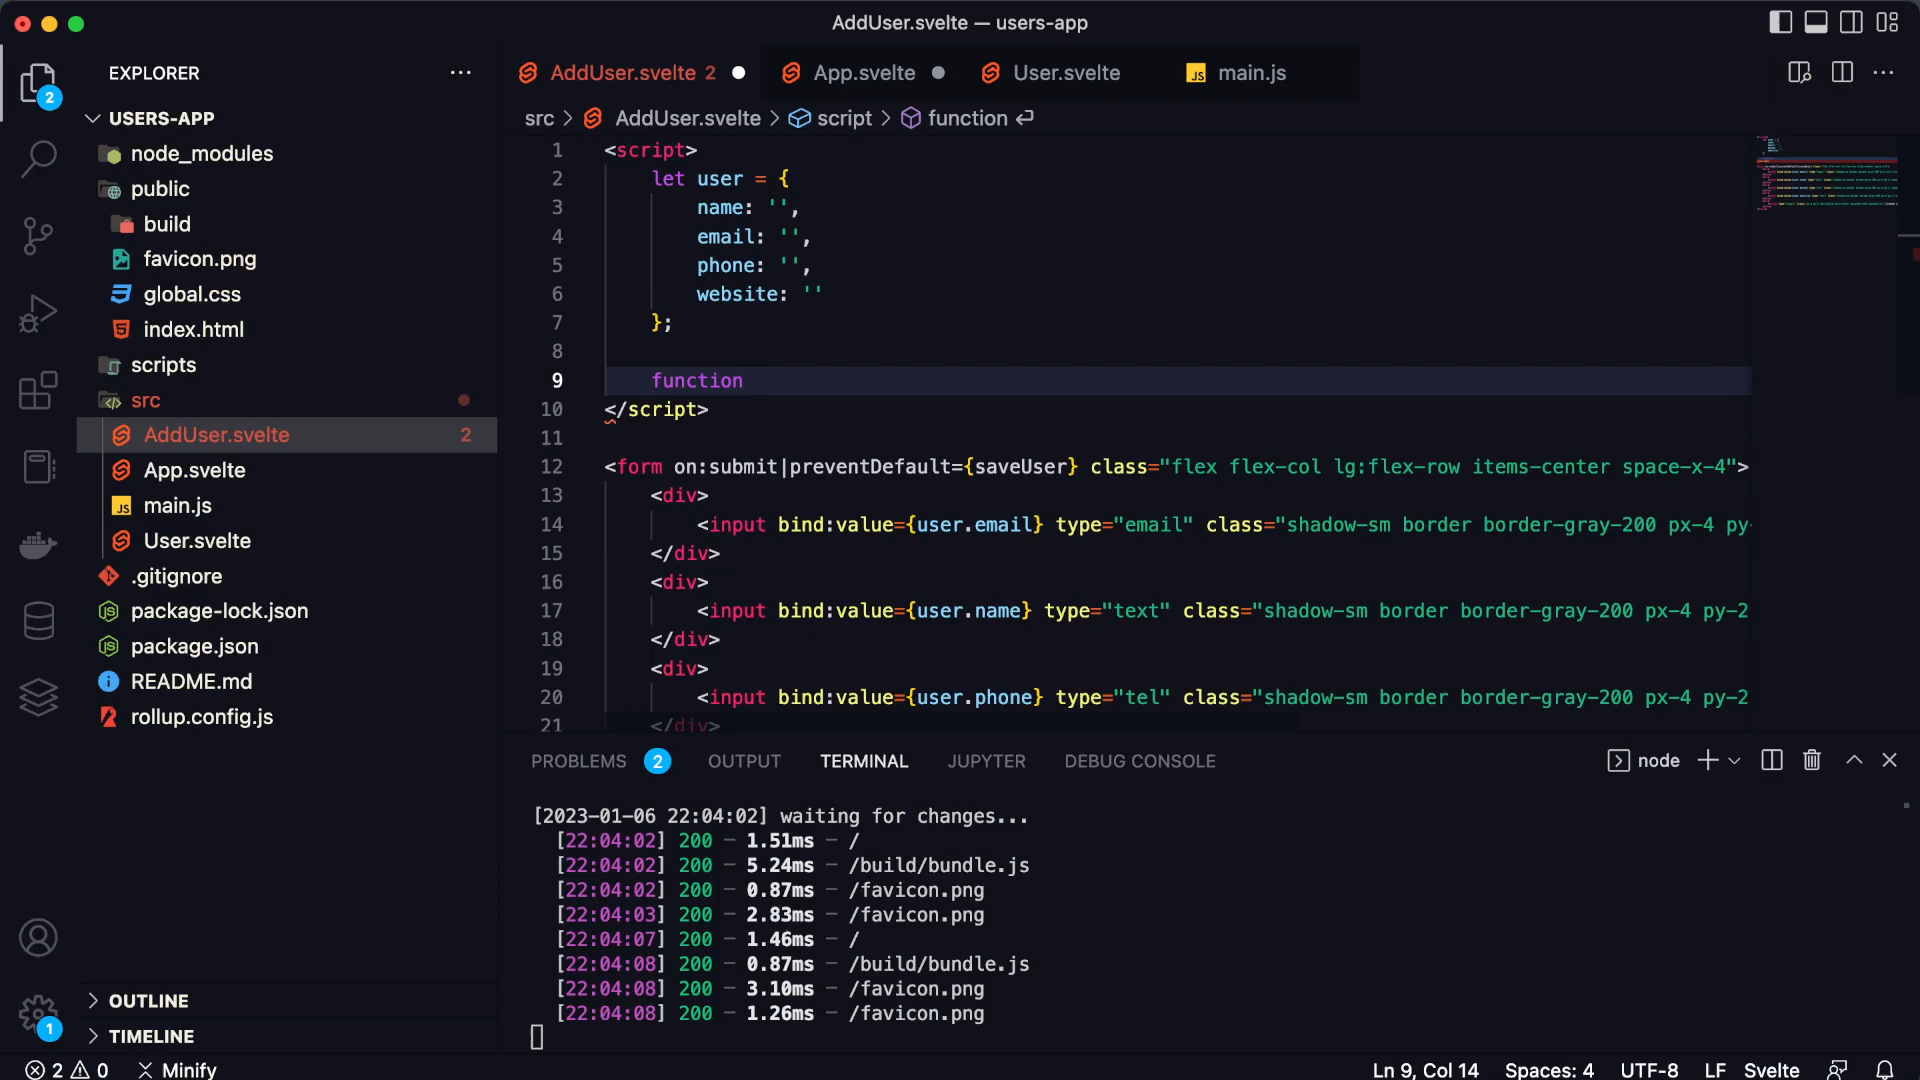 AddUser.svelte — users-app
EXPLORER
AddUser.svelte 2
App.svelte
User.svelte
JS main.js
2
USERS-APP
src > AddUser.svelte > script > function
node_modules
public
build
favicon.png
global.css
index.html
scripts
src
AddUser.svelte 2
App.svelte
JS main.js
User.svelte
.gitignore
package-lock.json
package.json
README.md
rollup.config.js
OUTLINE
1
TIMELINE
1 <script>
2 let user = {
3 name: '',
4 email: '',
5 phone: '',
6 website: ''
7 };
8
9 function
10 </script>
11
12 <form on:submit|preventDefault={saveUser} class="flex flex-col lg:flex-row items-center space-x-4">
13 <div>
14 <input bind:value={user.email} type="email" class="shadow-sm border border-gray-200 px-4 py-
15 </div>
16 <div>
17 <input bind:value={user.name} type="text" class="shadow-sm border border-gray-200 px-4 py-2
18 </div>
19 <div>
20 <input bind:value={user.phone} type="tel" class="shadow-sm border border-gray-200 px-4 py-2
21 </div>
PROBLEMS 2 OUTPUT TERMINAL JUPYTER DEBUG CONSOLE
node
[2023-01-06 22:04:02] waiting for changes...
[22:04:02] 200 — 1.51ms — /
[22:04:02] 200 — 5.24ms — /build/bundle.js
[22:04:02] 200 — 0.87ms — /favicon.png
[22:04:03] 200 — 2.83ms — /favicon.png
[22:04:07] 200 — 1.46ms — /
[22:04:08] 200 — 0.87ms — /build/bundle.js
[22:04:08] 200 — 3.10ms — /favicon.png
[22:04:08] 200 — 1.26ms — /favicon.png
2 0 Minify
Ln 9, Col 14 Spaces: 4 UTF-8 LF Svelte